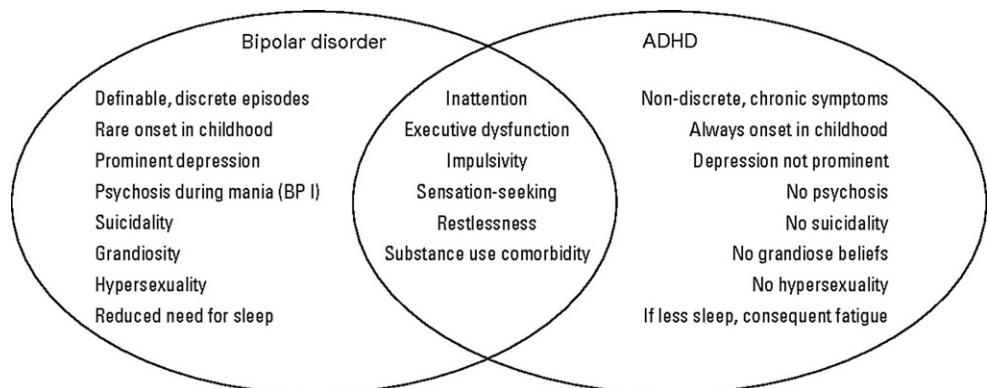 Bipolar disorder
ADHD
Definable, discrete episodes
Rare onset in childhood
Prominent depression
Psychosis during mania (BP I)
Suicidality
Grandiosity
Hypersexuality
Reduced need for sleep
Inattention
Executive dysfunction
Impulsivity
Sensation-seeking
Restlessness
Substance use comorbidity
Non-discrete, chronic symptoms
Always onset in childhood
Depression not prominent
No psychosis
No suicidality
No grandiose beliefs
No hypersexuality
If less sleep, consequent fatigue